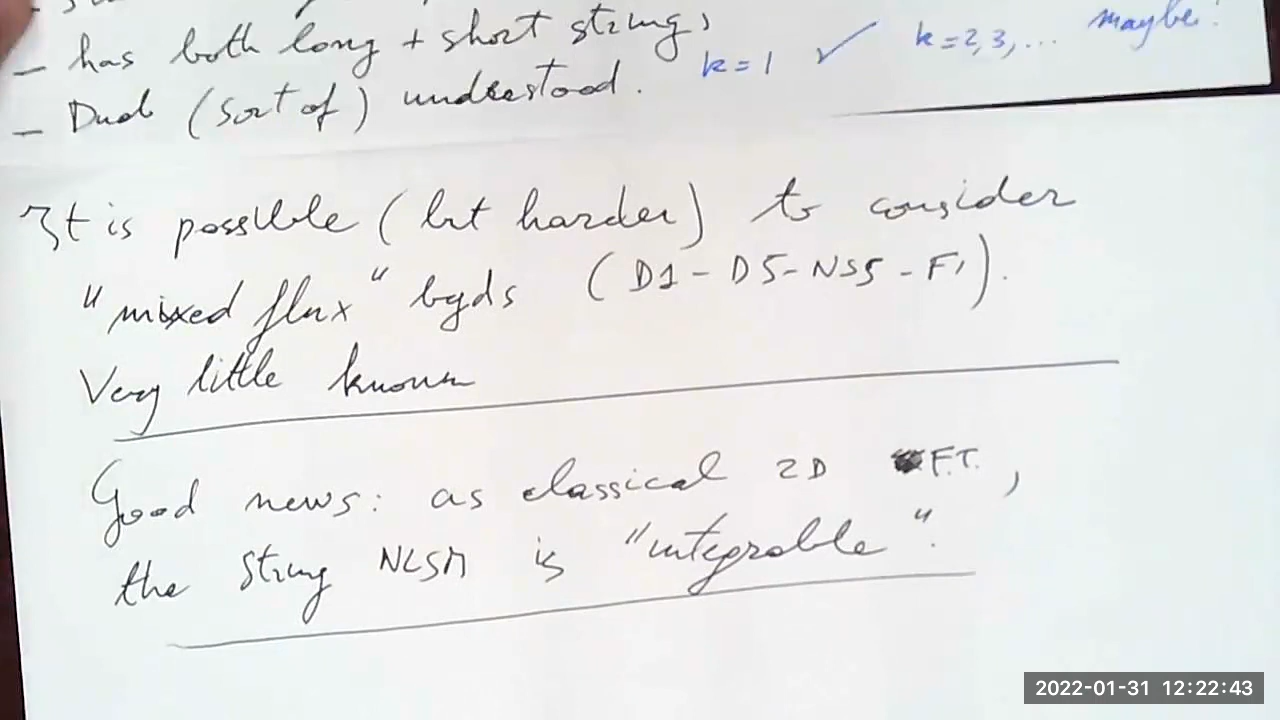 - has both long + short strings
k=1 ✓ k=2,3,... maybe!
- Dual (sort of) understood.
It is possible (but harder) to consider
"mixed flux" bgds (D1-D5-NS5-F1).
Very little known
Good news: as classical 2D F.T.,
the string NLSM is "integrable".
2022-01-31 12:22:43